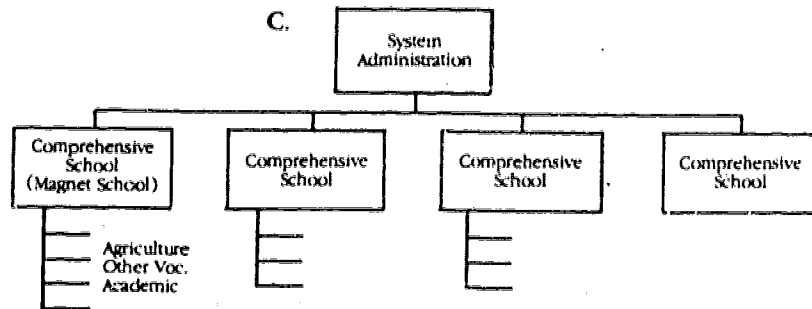 C.
System
Administration
Comprehensive
School
(Magnet School)
Comprehensive
School
Comprehensive
School
Comprehensive
School
Agriculture
Other Voc.
Academic